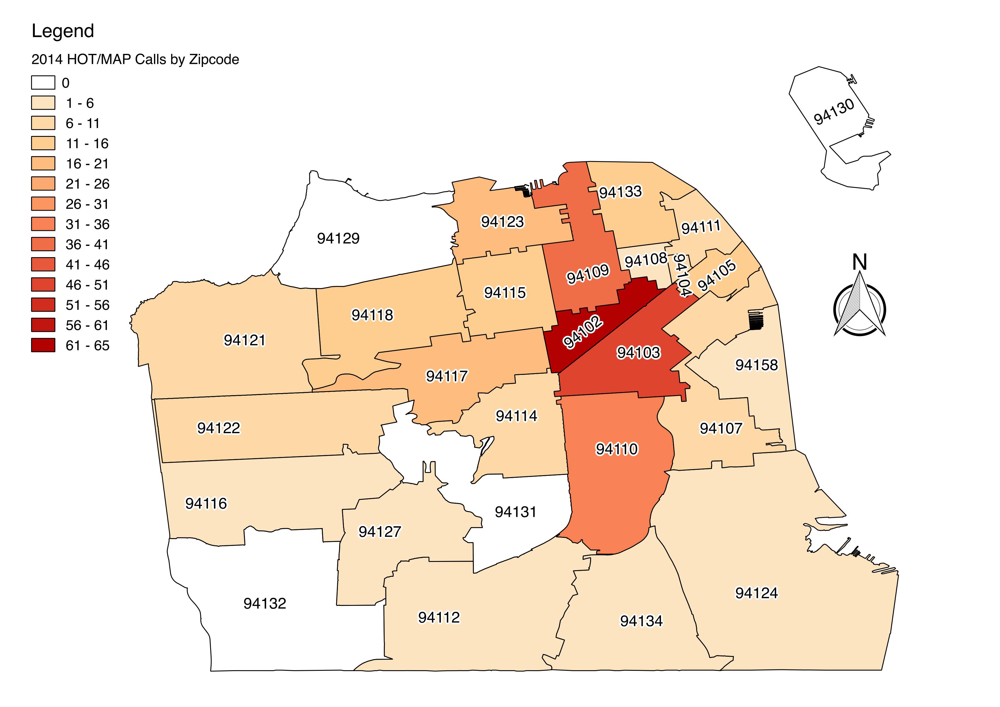 Legend
2014 HOT/MAP Calls by Zipcode
0
1 - 6
6 - 11
11 - 16
16 - 21
21 - 26
26 - 31
31 - 36
36 - 41
41 - 46
46 - 51
51 - 56
56 - 61
61 - 65
94130
94133
94123
94111
94129
N
94108
94104
94105
94109
94115
94118
94102
94121
94103
94158
94117
94114
94122
94107
94110
94116
94131
94127
94124
94132
94112
94134